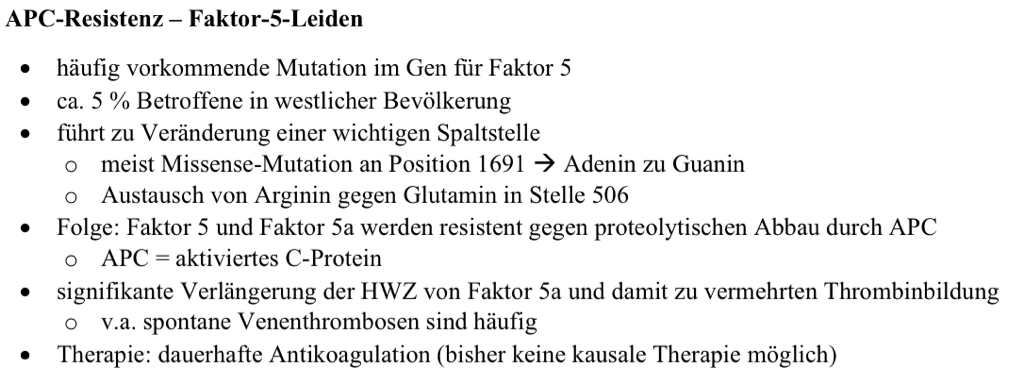 APC-Resistenz – Faktor-5-Leiden
• häufig vorkommende Mutation im Gen für Faktor 5
• ca. 5 % Betroffene in westlicher Bevölkerung
• führt zu Veränderung einer wichtigen Spaltstelle
o meist Missense-Mutation an Position 1691 → Adenin zu Guanin
o Austausch von Arginin gegen Glutamin in Stelle 506
• Folge: Faktor 5 und Faktor 5a werden resistent gegen proteolytischen Abbau durch APC
o APC = aktiviertes C-Protein
• signifikante Verlängerung der HWZ von Faktor 5a und damit zu vermehrten Thrombinbildung
o v.a. spontane Venenthrombosen sind häufig
• Therapie: dauerhafte Antikoagulation (bisher keine kausale Therapie möglich)